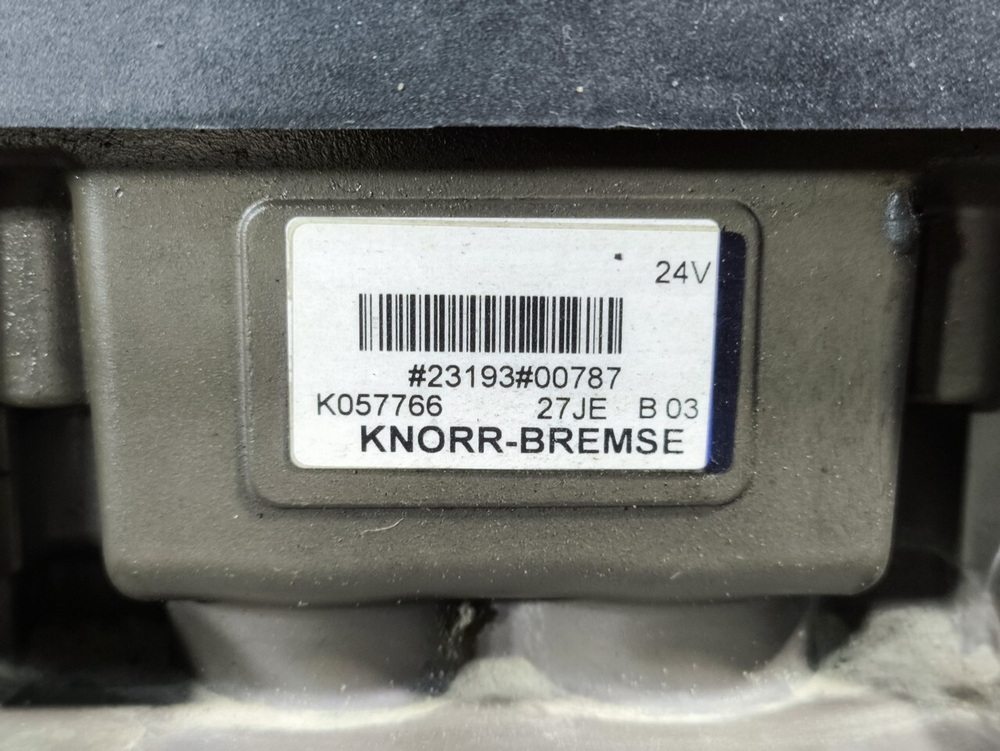 24V
#23193#00787
K057766 27JE B 03
KNORR-BREMSE